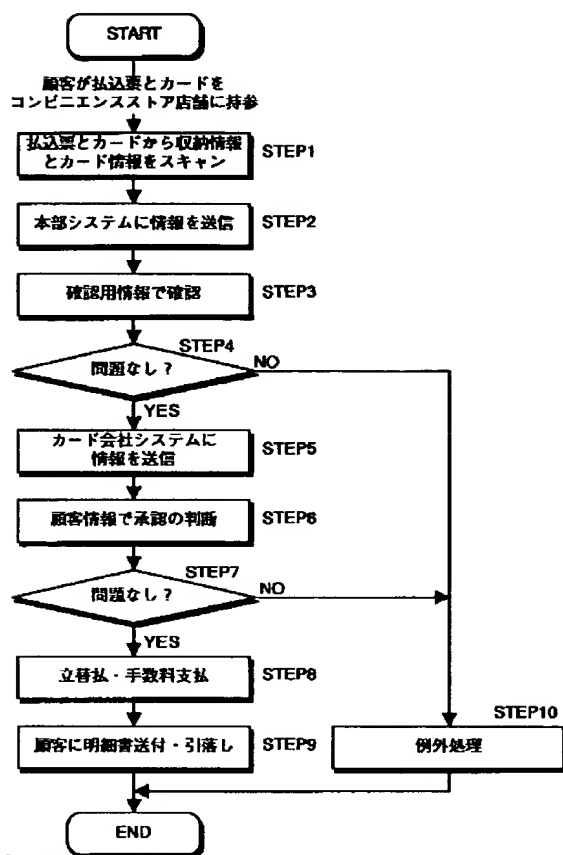 START
顧客が払込票とカードを
コンビニエンスストア店舗に持参
払込票とカードから収納情報
とカード情報をスキャン
STEP1
本部システムに情報を送信
STEP2
確認用情報で確認
STEP3
STEP4
問題なし？
NO
YES
カード会社システムに
情報を送信
STEP5
顧客情報で承認の判断
STEP6
STEP7
問題なし？
NO
YES
立替払・手数料支払
STEP8
STEP10
顧客に明細書送付・引落し
STEP9
例外処理
END